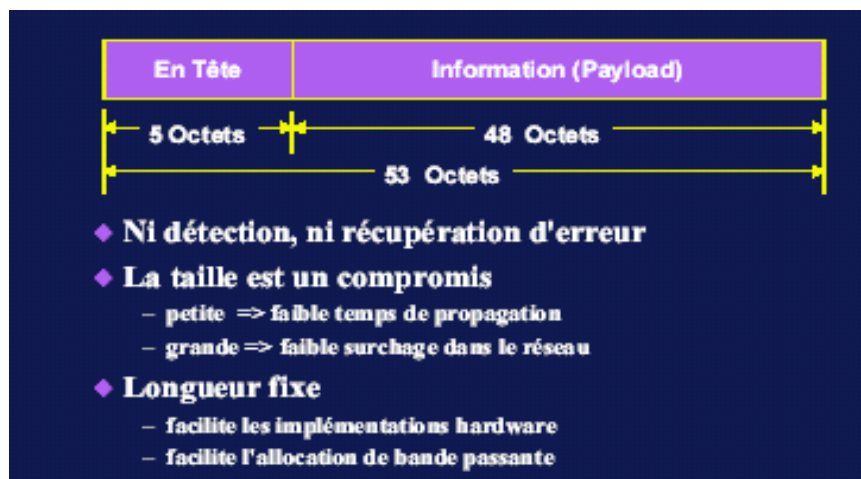 En Tête Information (Payload)
5 Octets 48 Octets
53 Octets
Ni détection, ni récupération d'erreur
La taille est un compromis
– petite => faible temps de propagation
– grande => faible surchage dans le réseau
Longueur fixe
– facilite les implémentations hardware
– facilite l'allocation de bande passante